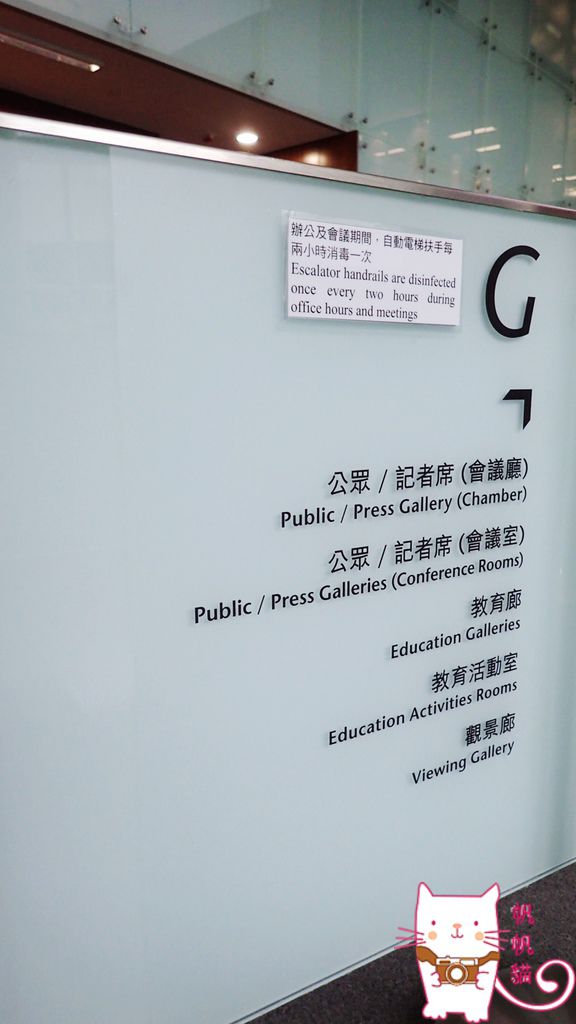 辦公及會議期間，自動電梯扶手每
兩小時消毒一次
Escalator handrails are disinfected
once every two hours during
office hours and meetings
G
公眾 / 記者席 (會議廳)
Public / Press Gallery (Chamber)
公眾 / 記者席 (會議室)
Public / Press Galleries (Conference Rooms)
教育廊
Education Galleries
教育活動室
Education Activities Rooms
觀景廊
Viewing Gallery
帆帆貓